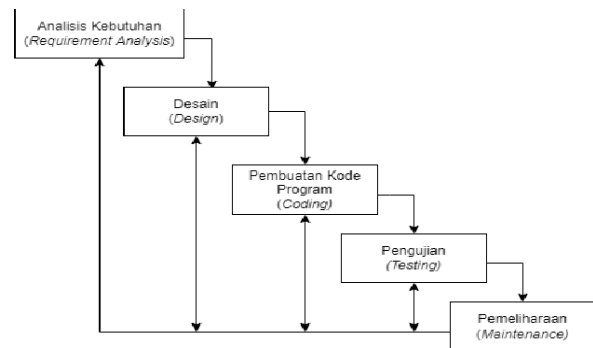 Analisis Kebutuhan
(Requirement Analysis)
Desain
(Design)
Pembuatan Kode
Program
(Coding)
Pengujian
(Testing)
Pemeliharaan
(Maintenance)